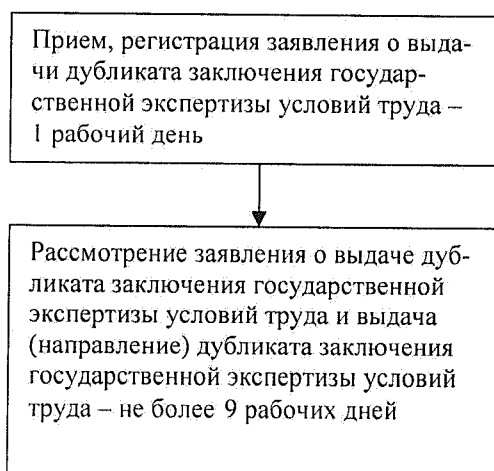 Прием, регистрация заявления о выда-
чи дубликата заключения государ-
ственной экспертизы условий труда –
1 рабочий день
Рассмотрение заявления о выдаче дуб-
ликата заключения государственной
экспертизы условий труда и выдача
(направление) дубликата заключения
государственной экспертизы условий
труда – не более 9 рабочих дней